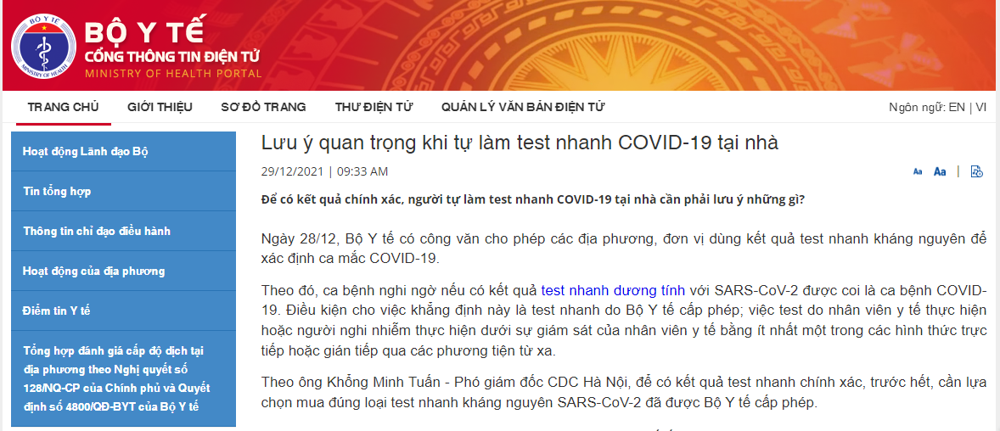 BỘ Y TẾ
MINISTRY OF HEALTH
BỘ Y TẾ
CỔNG THÔNG TIN ĐIỆN TỬ
MINISTRY OF HEALTH PORTAL
TRANG CHỦ GIỚI THIỆU SƠ ĐỒ TRANG THƯ ĐIỆN TỬ QUẢN LÝ VĂN BẢN ĐIỆN TỬ Ngôn ngữ: EN | VI
Hoạt động Lãnh đạo Bộ
Tin tổng hợp
Thông tin chỉ đạo điều hành
Hoạt động của địa phương
Điểm tin Y tế
Tổng hợp đánh giá cấp độ dịch tại
địa phương theo Nghị quyết số
128/NQ-CP của Chính phủ và Quyết
định số 4800/QĐ-BYT của Bộ Y tế
Lưu ý quan trọng khi tự làm test nhanh COVID-19 tại nhà
29/12/2021 | 09:33 AM
Aa Aa |
Để có kết quả chính xác, người tự làm test nhanh COVID-19 tại nhà cần phải lưu ý những gì?
Ngày 28/12, Bộ Y tế có công văn cho phép các địa phương, đơn vị dùng kết quả test nhanh kháng nguyên để
xác định ca mắc COVID-19.
Theo đó, ca bệnh nghi ngờ nếu có kết quả test nhanh dương tính với SARS-CoV-2 được coi là ca bệnh COVID-
19. Điều kiện cho việc khẳng định này là test nhanh do Bộ Y tế cấp phép; việc test do nhân viên y tế thực hiện
hoặc người nghi nhiễm thực hiện dưới sự giám sát của nhân viên y tế bằng ít nhất một trong các hình thức trực
tiếp hoặc gián tiếp qua các phương tiện từ xa.
Theo ông Khổng Minh Tuấn - Phó giám đốc CDC Hà Nội, để có kết quả test nhanh chính xác, trước hết, cần lựa
chọn mua đúng loại test nhanh kháng nguyên SARS-CoV-2 đã được Bộ Y tế cấp phép.